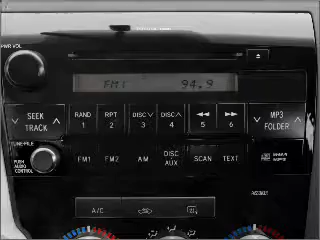 PWR VOL
FM1 94.9
SEEK TRACK
RAND 1
RPT 2
DISC 3
DISC 4
5
6
MP3 FOLDER
TUNE·FILE
PUSH AUDIO CONTROL
FM1 FM2 AM DISC AUX SCAN TEXT
A/C